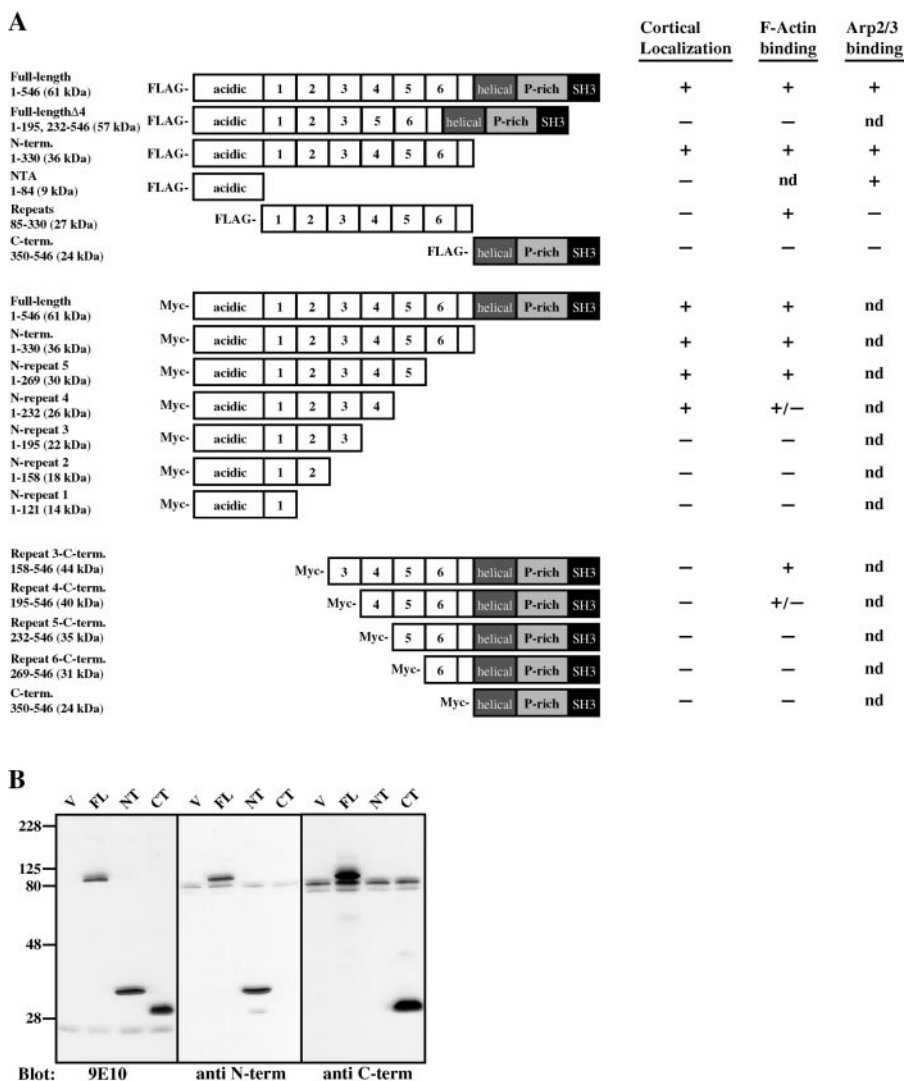 A
Cortical Localization F-Actin binding Arp2/3 binding
Full-length
1-546 (61 kDa) FLAG- acidic 1 2 3 4 5 6 helical P-rich SH3 + + +
Full-lengthΔ4
1-195, 232-546 (57 kDa) FLAG- acidic 1 2 3 5 6 helical P-rich SH3 — — nd
N-term.
1-330 (36 kDa) FLAG- acidic 1 2 3 4 5 6 + + +
NTA
1-84 (9 kDa) FLAG- acidic — nd +
Repeats
85-330 (27 kDa) FLAG- 1 2 3 4 5 6 — + —
C-term.
350-546 (24 kDa) FLAG- helical P-rich SH3 — — —
Full-length
1-546 (61 kDa) Myc- acidic 1 2 3 4 5 6 helical P-rich SH3 + + nd
N-term.
1-330 (36 kDa) Myc- acidic 1 2 3 4 5 6 + + nd
N-repeat 5
1-269 (30 kDa) Myc- acidic 1 2 3 4 5 + + nd
N-repeat 4
1-232 (26 kDa) Myc- acidic 1 2 3 4 + +/— nd
N-repeat 3
1-195 (22 kDa) Myc- acidic 1 2 3 — — nd
N-repeat 2
1-158 (18 kDa) Myc- acidic 1 2 — — nd
N-repeat 1
1-121 (14 kDa) Myc- acidic 1 — — nd
Repeat 3-C-term.
158-546 (44 kDa) Myc- 3 4 5 6 helical P-rich SH3 — + nd
Repeat 4-C-term.
195-546 (40 kDa) Myc- 4 5 6 helical P-rich SH3 — +/— nd
Repeat 5-C-term.
232-546 (35 kDa) Myc- 5 6 helical P-rich SH3 — — nd
Repeat 6-C-term.
269-546 (31 kDa) Myc- 6 helical P-rich SH3 — — nd
C-term.
350-546 (24 kDa) Myc- helical P-rich SH3 — — nd
B
V FL NT CT V FL NT CT V FL NT CT
228
125
80
48
28
Blot: 9E10 anti N-term anti C-term